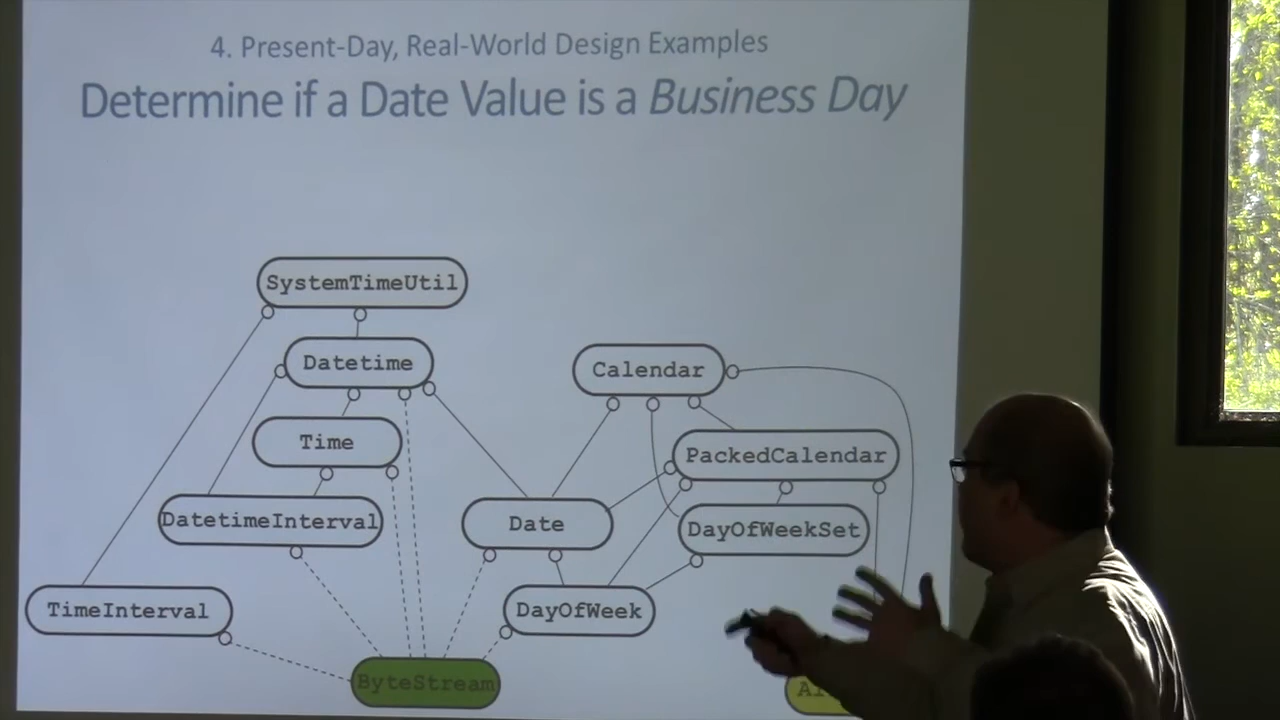 4. Present-Day, Real-World Design Examples
Determine if a Date Value is a Business Day
SystemTimeUtil
Datetime
Calendar
Time
PackedCalendar
DatetimeInterval
Date
DayOfWeekSet
TimeInterval
DayOfWeek
ByteStream